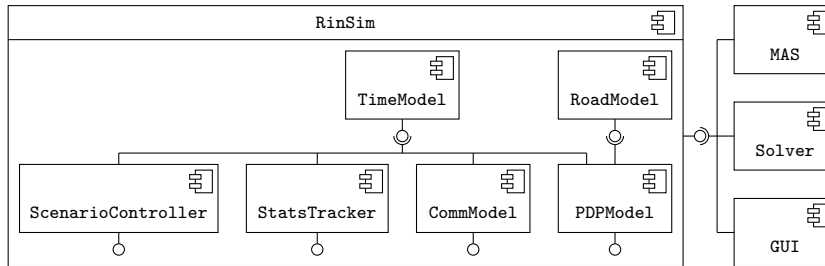 RinSim
MAS
TimeModel
RoadModel
Solver
ScenarioController
StatsTracker
CommModel
PDPModel
GUI